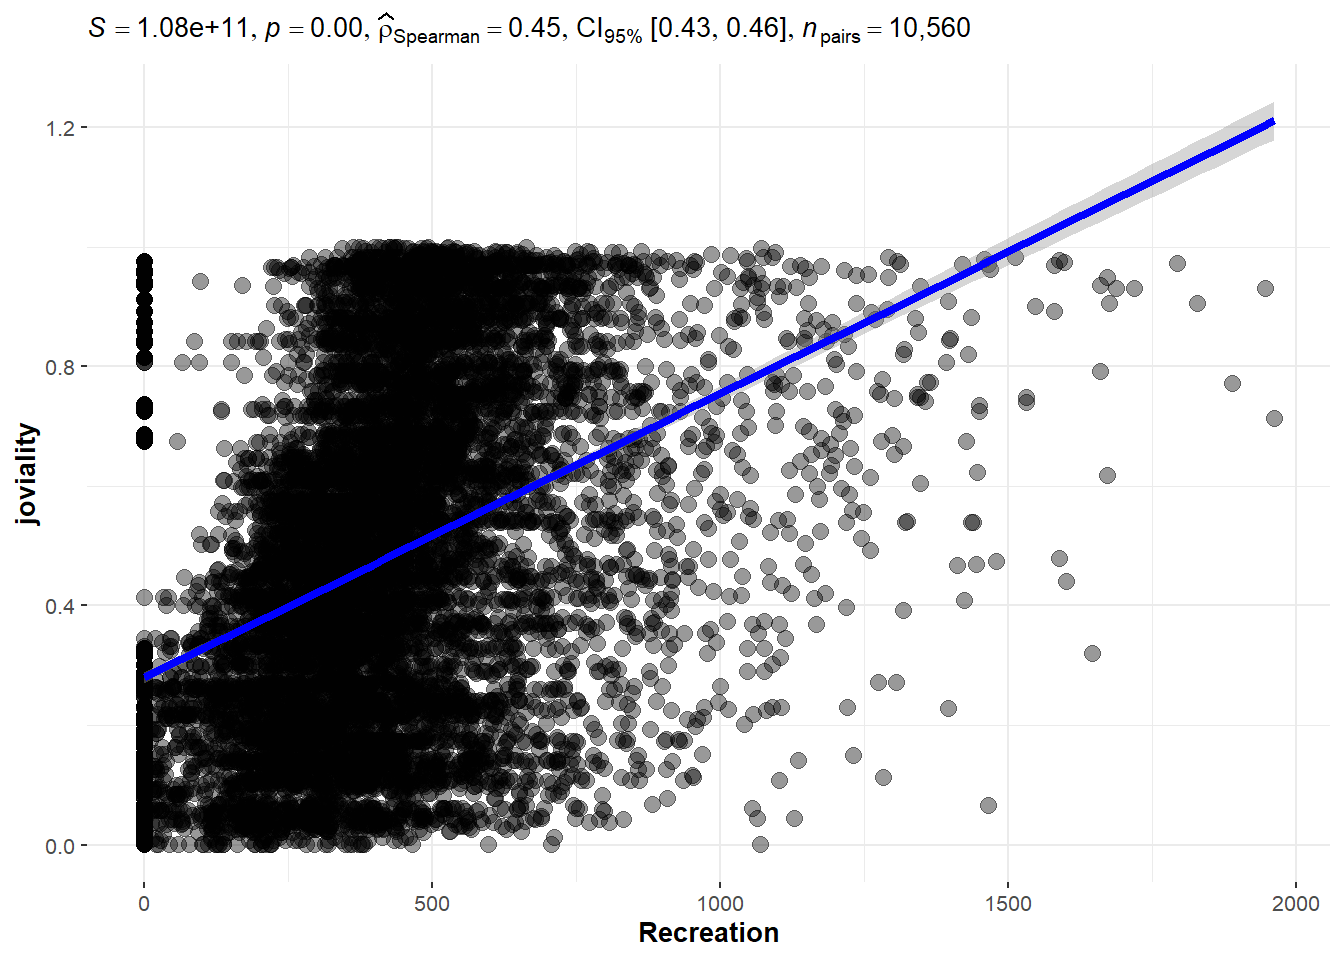 S = 1.08e+11, p = 0.00, ρ̂Spearman = 0.45, CI95% [0.43, 0.46], npairs = 10,560
1.2
0.8
0.4
0.0
joviality
0 500 1000 1500 2000
Recreation